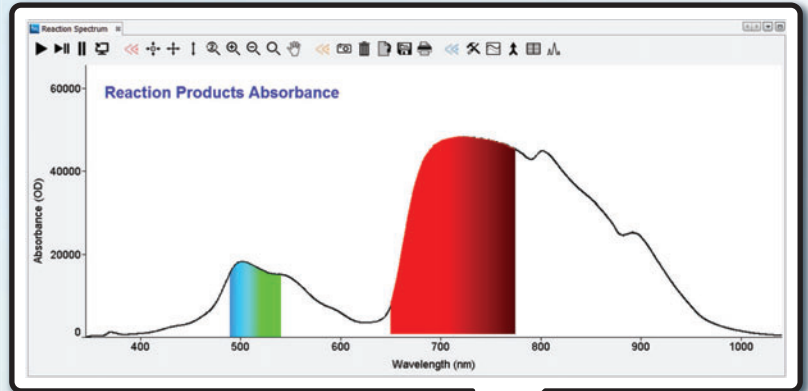 Reaction Spectrum
Reaction Products Absorbance
60000
40000
20000
0
Absorbance (OD)
400 500 600 700 800 900 1000
Wavelength (nm)